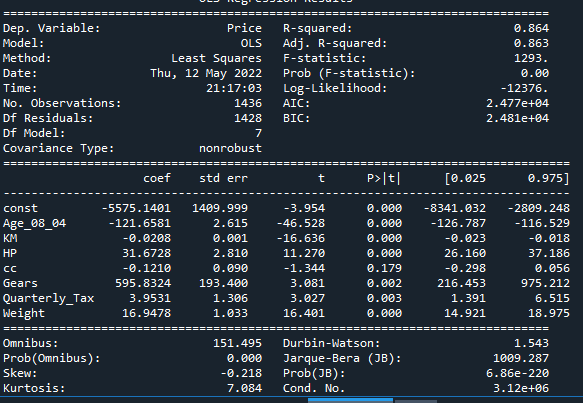 OLS Regression Results
==============================================================================
Dep. Variable:                  Price   R-squared:                       0.864
Model:                            OLS   Adj. R-squared:                  0.863
Method:                 Least Squares   F-statistic:                     1293.
Date:                Thu, 12 May 2022   Prob (F-statistic):               0.00
Time:                        21:17:03   Log-Likelihood:                -12376.
No. Observations:                1436   AIC:                         2.477e+04
Df Residuals:                    1428   BIC:                         2.481e+04
Df Model:                           7
Covariance Type:            nonrobust
=================================================================================
                    coef    std err          t      P>|t|      [0.025      0.975]
---------------------------------------------------------------------------------
const         -5575.1401   1409.999     -3.954      0.000   -8341.032   -2809.248
Age_08_04      -121.6581      2.615    -46.528      0.000    -126.787    -116.529
KM               -0.0208      0.001    -16.636      0.000      -0.023      -0.018
HP               31.6728      2.810     11.270      0.000      26.160      37.186
cc               -0.1210      0.090     -1.344      0.179      -0.298       0.056
Gears           595.8324    193.400      3.081      0.002     216.453     975.212
Quarterly_Tax     3.9531      1.306      3.027      0.003       1.391       6.515
Weight           16.9478      1.033     16.401      0.000      14.921      18.975
==============================================================================
Omnibus:                      151.495   Durbin-Watson:                   1.543
Prob(Omnibus):                  0.000   Jarque-Bera (JB):             1009.287
Skew:                          -0.218   Prob(JB):                    6.86e-220
Kurtosis:                       7.084   Cond. No.                     3.12e+06